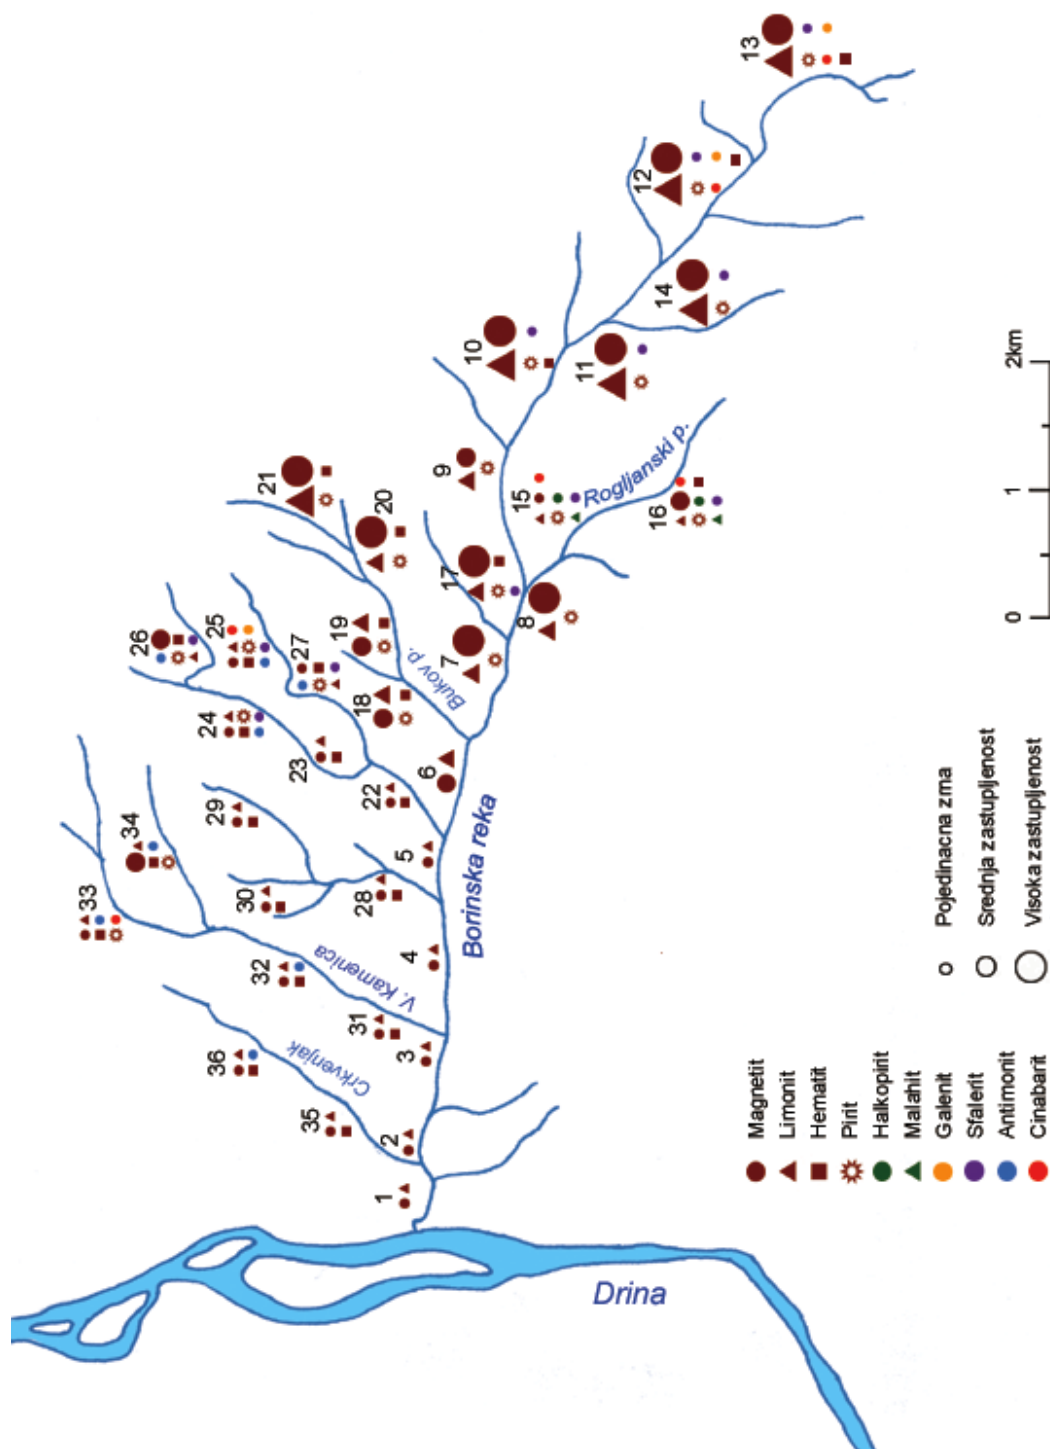 13
12
14
10
11
21
9
20
15
Rogljanski p.
16
17
26
25
27
19
8
7
Bukov p.
18
24
23
6
22
29
34
5
30
28
33
4
Borinska reka
32
V. Kamenica
31
3
36
Crkvenjak
35
2
1
Drina
0
1
2km
Magnetit
Limonit
Hematit
Pirit
Halkopirit
Malahit
Galenit
Sfalerit
Antimonit
Cinabarit
Pojedinacna zrna
Srednja zastupljenost
Visoka zastupljenost